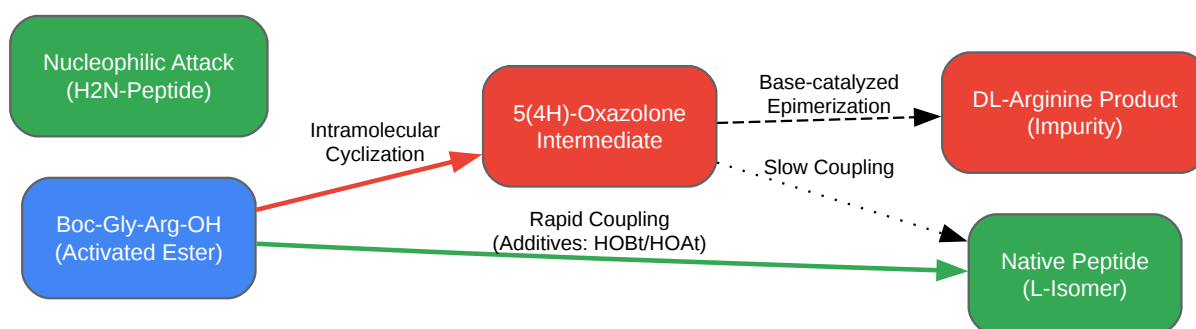 Nucleophilic Attack
(H2N-Peptide)
Boc-Gly-Arg-OH
(Activated Ester)
Intramolecular
Cyclization
5(4H)-Oxazolone
Intermediate
Base-catalyzed
Epimerization
DL-Arginine Product
(Impurity)
Slow Coupling
Rapid Coupling
(Additives: HOBt/HOAt)
Native Peptide
(L-Isomer)